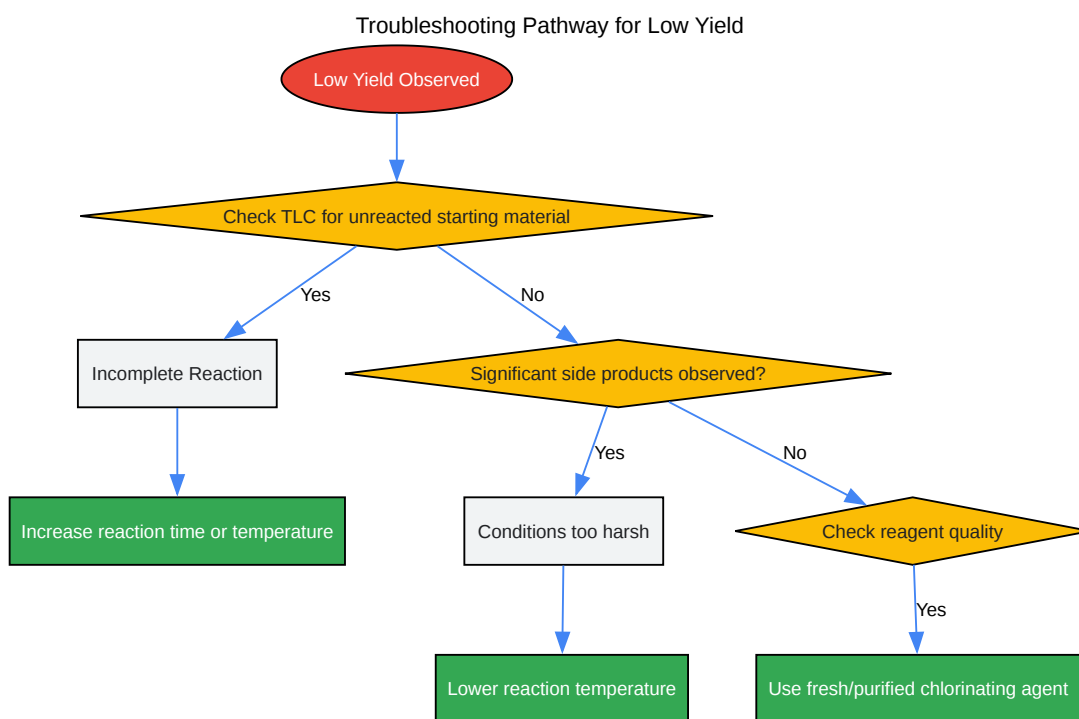 Troubleshooting Pathway for Low Yield
Low Yield Observed
Check TLC for unreacted starting material
Yes
No
Incomplete Reaction
Significant side products observed?
Yes
No
Increase reaction time or temperature
Conditions too harsh
Check reagent quality
Yes
Lower reaction temperature
Use fresh/purified chlorinating agent